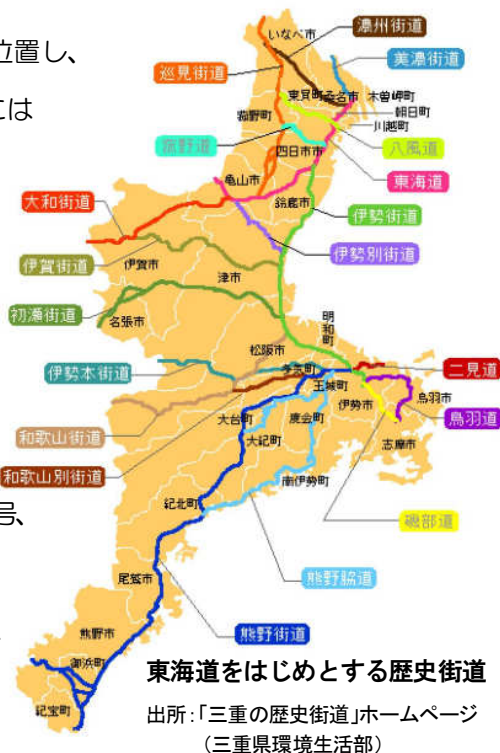 位置し、
には
号、
いなべ市
濃州街道
巡見街道
美濃街道
東員町
桑名市
木曽岬町
菰野町
朝日町
川越町
菰野道
八風道
四日市市
東海道
亀山市
大和街道
鈴鹿市
伊勢街道
伊賀街道
伊勢別街道
伊賀市
津市
初瀬街道
名張市
明和町
松阪市
伊勢本街道
多気町
二見道
玉城町
伊勢市
鳥羽市
大台町
度会町
鳥羽道
和歌山街道
大紀町
志摩市
和歌山別街道
南伊勢町
紀北町
磯部道
熊野脇道
尾鷲市
熊野街道
熊野市
御浜町
紀宝町
東海道をはじめとする歴史街道
出所:「三重の歴史街道」ホームページ
(三重県環境生活部)